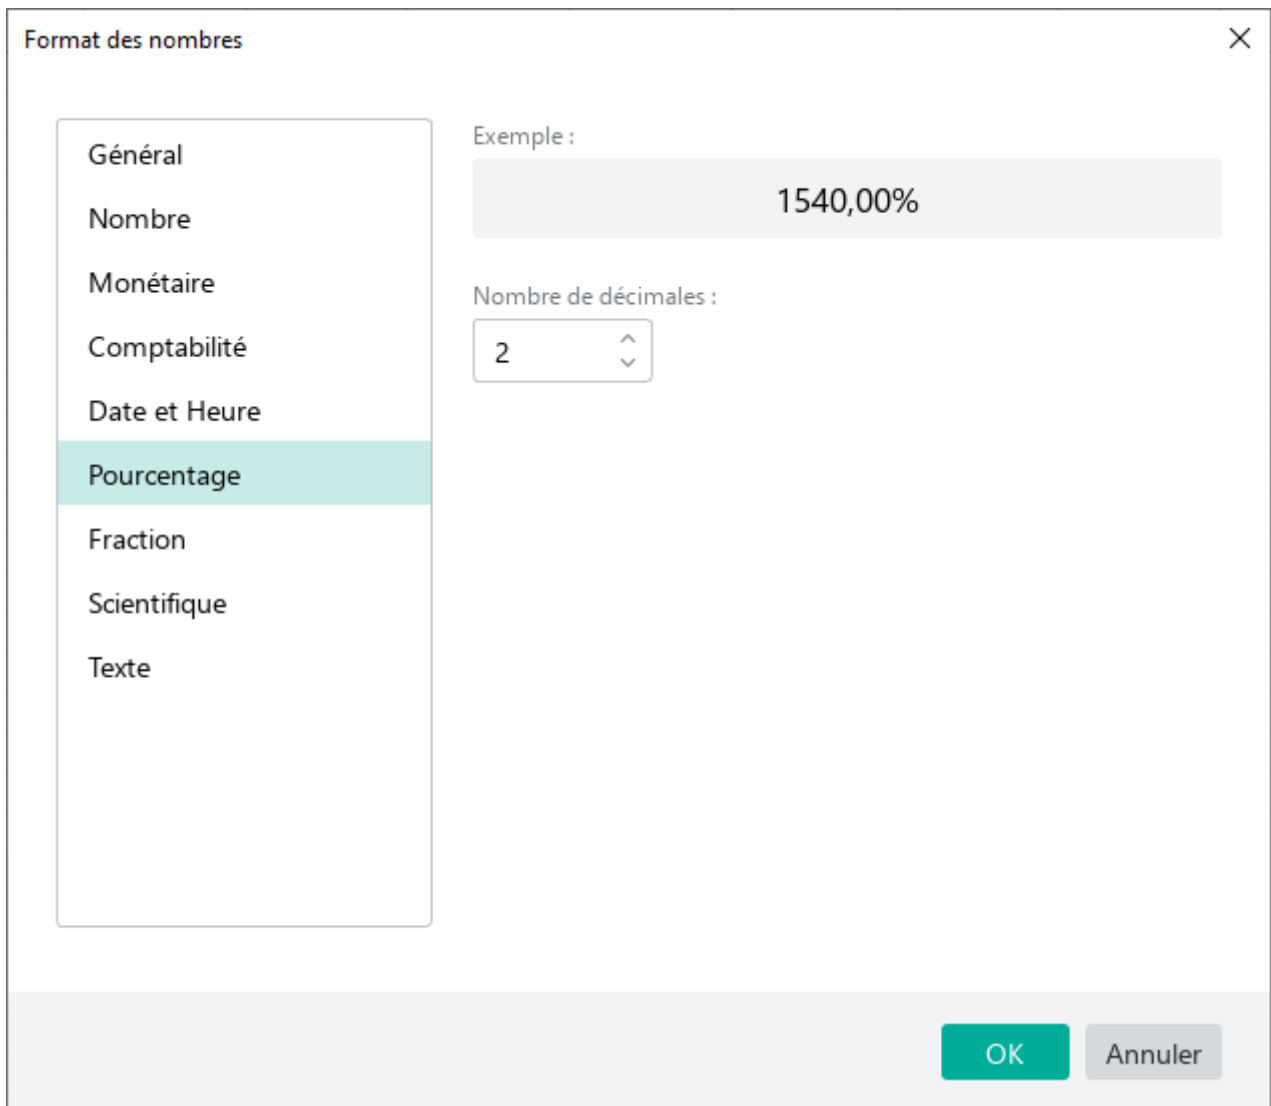 Format des nombres
Général
Nombre
Monétaire
Comptabilité
Date et Heure
Pourcentage
Fraction
Scientifique
Texte
Exemple :
1540,00%
Nombre de décimales :
2
OK
Annuler